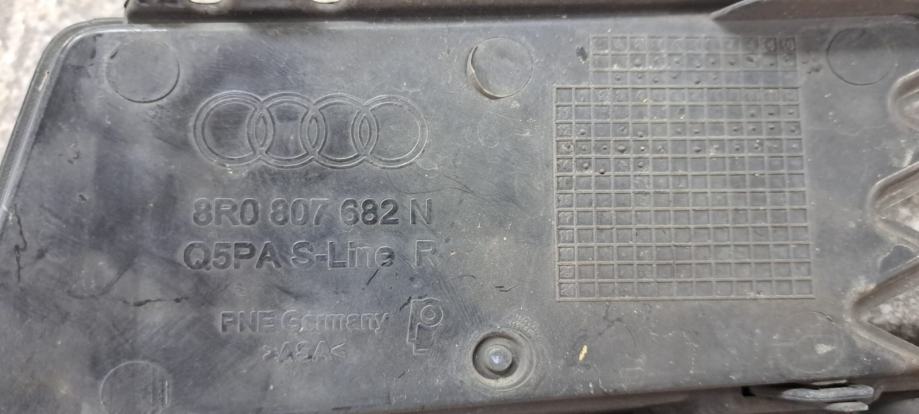 8R0 807 682 N
Q5PA S-Line R
PNE Germany
>ASA<